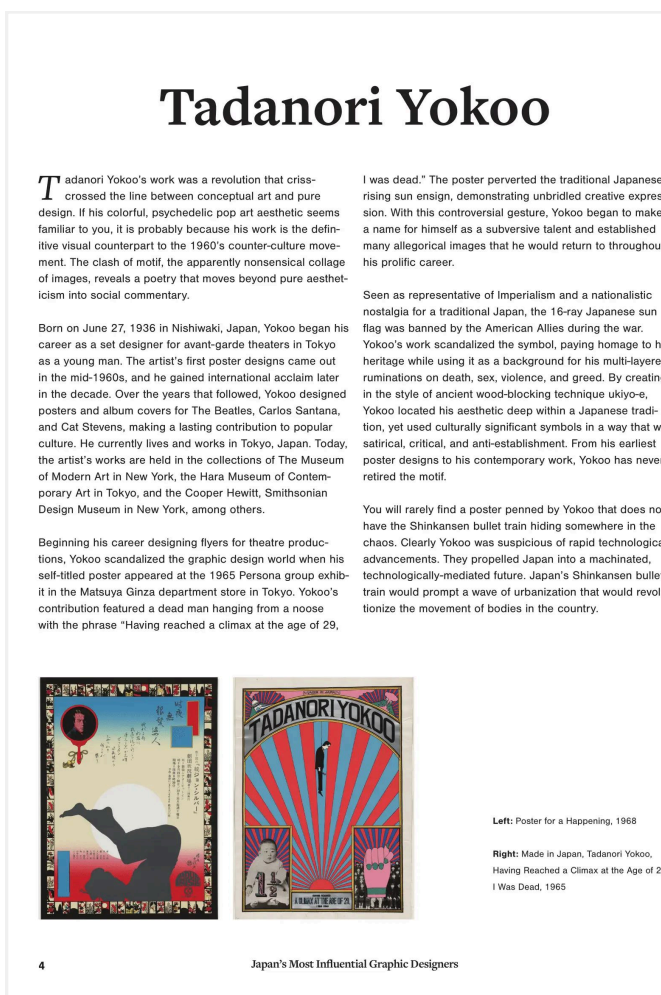 Tadanori Yokoo
Tadanori Yokoo’s work was a revolution that criss-
crossed the line between conceptual art and pure
design. If his colorful, psychedelic pop art aesthetic seems
familiar to you, it is probably because his work is the defin-
itive visual counterpart to the 1960’s counter-culture move-
ment. The clash of motif, the apparently nonsensical collage
of images, reveals a poetry that moves beyond pure aesthet-
icism into social commentary.
Born on June 27, 1936 in Nishiwaki, Japan, Yokoo began his
career as a set designer for avant-garde theaters in Tokyo
as a young man. The artist’s first poster designs came out
in the mid-1960s, and he gained international acclaim later
in the decade. Over the years that followed, Yokoo designed
posters and album covers for The Beatles, Carlos Santana,
and Cat Stevens, making a lasting contribution to popular
culture. He currently lives and works in Tokyo, Japan. Today,
the artist’s works are held in the collections of The Museum
of Modern Art in New York, the Hara Museum of Contem-
porary Art in Tokyo, and the Cooper Hewitt, Smithsonian
Design Museum in New York, among others.
Beginning his career designing flyers for theatre produc-
tions, Yokoo scandalized the graphic design world when his
self-titled poster appeared at the 1965 Persona group exhib-
it in the Matsuya Ginza department store in Tokyo. Yokoo’s
contribution featured a dead man hanging from a noose
with the phrase “Having reached a climax at the age of 29,
I was dead.” The poster perverted the traditional Japanese
rising sun ensign, demonstrating unbridled creative expres
sion. With this controversial gesture, Yokoo began to make
a name for himself as a subversive talent and established
many allegorical images that he would return to throughou
his prolific career.
Seen as representative of Imperialism and a nationalistic
nostalgia for a traditional Japan, the 16-ray Japanese sun
flag was banned by the American Allies during the war.
Yokoo’s work scandalized the symbol, paying homage to h
heritage while using it as a background for his multi-layere
ruminations on death, sex, violence, and greed. By creatin
in the style of ancient wood-blocking technique ukiyo-e,
Yokoo located his aesthetic deep within a Japanese tradi-
tion, yet used culturally significant symbols in a way that w
satirical, critical, and anti-establishment. From his earliest
poster designs to his contemporary work, Yokoo has never
retired the motif.
You will rarely find a poster penned by Yokoo that does no
have the Shinkansen bullet train hiding somewhere in the
chaos. Clearly Yokoo was suspicious of rapid technologica
advancements. They propelled Japan into a machinated,
technologically-mediated future. Japan’s Shinkansen bulle
train would prompt a wave of urbanization that would revol
tionize the movement of bodies in the country.
TADANORI YOKOO
1 1/2
A CLIMAX AT THE AGE OF 29,
Left: Poster for a Happening, 1968
Right: Made in Japan, Tadanori Yokoo,
Having Reached a Climax at the Age of 2
I Was Dead, 1965
4
Japan’s Most Influential Graphic Designers